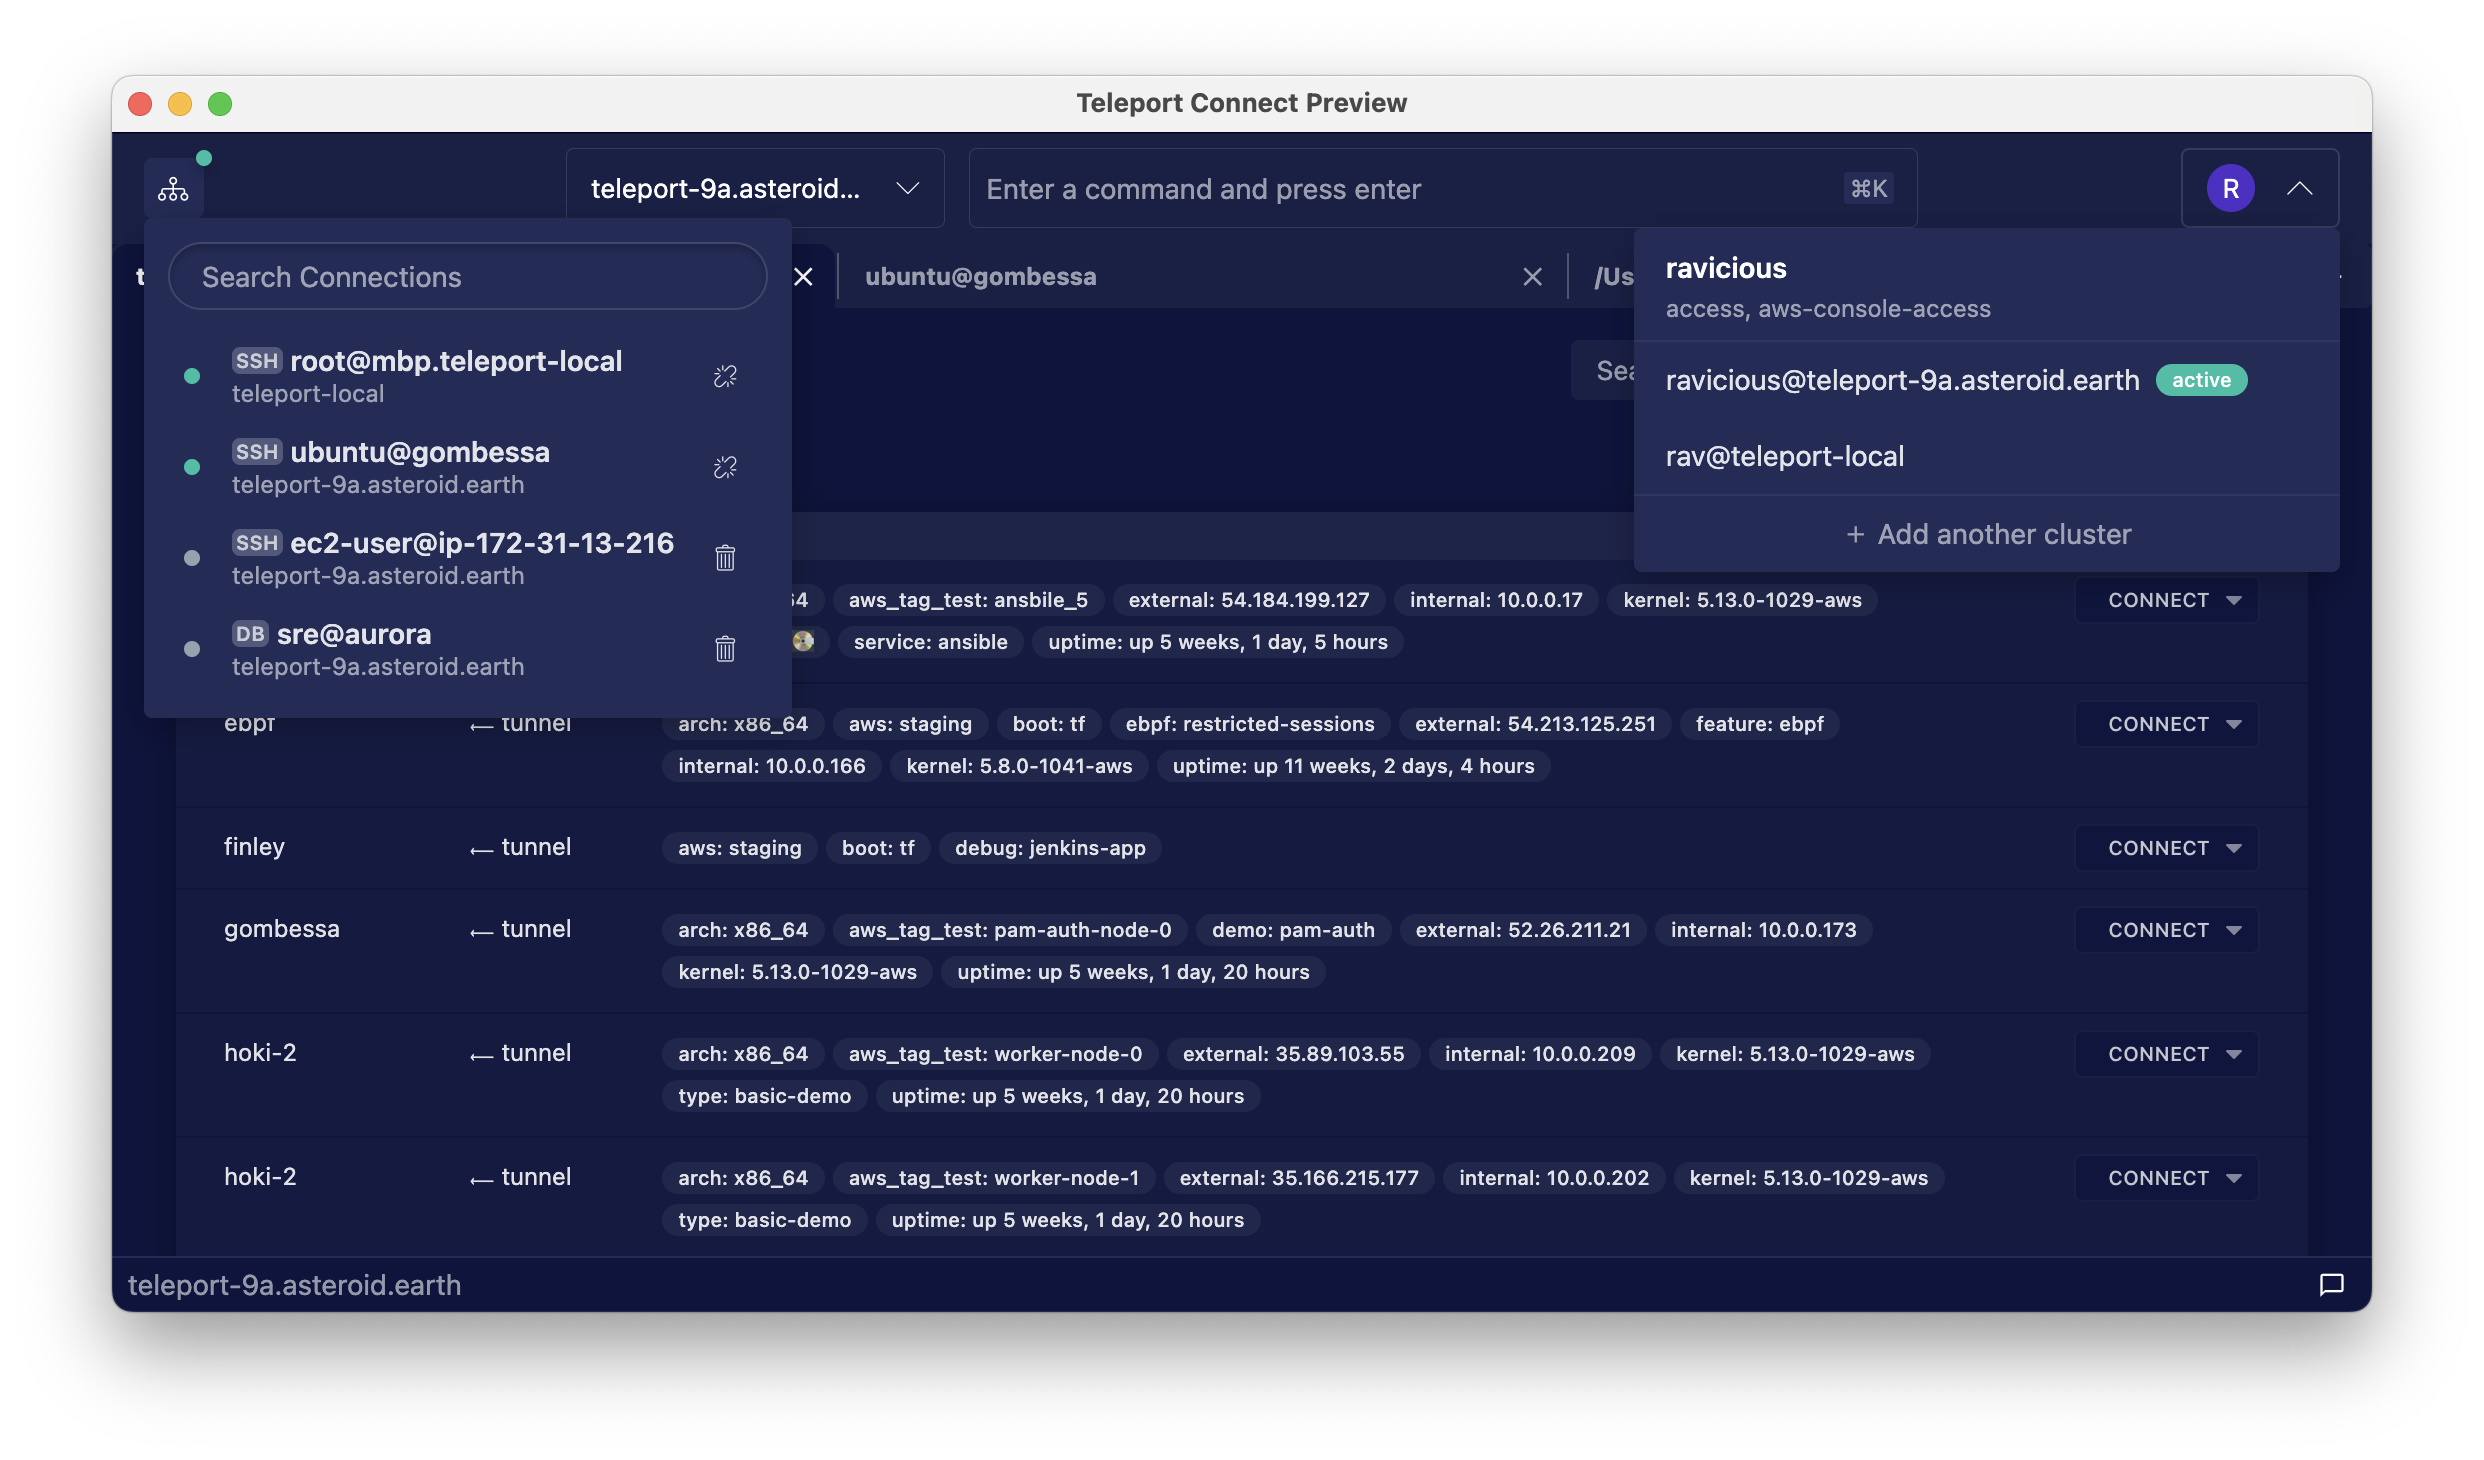 Teleport Connect Preview
teleport-9a.asteroid...
Enter a command and press enter
⌘K
R
Search Connections
SSH root@mbp.teleport-local
teleport-local
SSH ubuntu@gombessa
teleport-9a.asteroid.earth
SSH ec2-user@ip-172-31-13-216
teleport-9a.asteroid.earth
DB sre@aurora
teleport-9a.asteroid.earth
ubuntu@gombessa
/Us
Sea
ravicious
access, aws-console-access
ravicious@teleport-9a.asteroid.earth active
rav@teleport-local
+ Add another cluster
64 aws_tag_test: ansbile_5 external: 54.184.199.127 internal: 10.0.0.17 kernel: 5.13.0-1029-aws CONNECT
service: ansible uptime: up 5 weeks, 1 day, 5 hours
ebpf ← tunnel arch: x86_64 aws: staging boot: tf ebpf: restricted-sessions external: 54.213.125.251 feature: ebpf CONNECT
internal: 10.0.0.166 kernel: 5.8.0-1041-aws uptime: up 11 weeks, 2 days, 4 hours
finley ← tunnel aws: staging boot: tf debug: jenkins-app CONNECT
gombessa ← tunnel arch: x86_64 aws_tag_test: pam-auth-node-0 demo: pam-auth external: 52.26.211.21 internal: 10.0.0.173 CONNECT
kernel: 5.13.0-1029-aws uptime: up 5 weeks, 1 day, 20 hours
hoki-2 ← tunnel arch: x86_64 aws_tag_test: worker-node-0 external: 35.89.103.55 internal: 10.0.0.209 kernel: 5.13.0-1029-aws CONNECT
type: basic-demo uptime: up 5 weeks, 1 day, 20 hours
hoki-2 ← tunnel arch: x86_64 aws_tag_test: worker-node-1 external: 35.166.215.177 internal: 10.0.0.202 kernel: 5.13.0-1029-aws CONNECT
type: basic-demo uptime: up 5 weeks, 1 day, 20 hours
teleport-9a.asteroid.earth